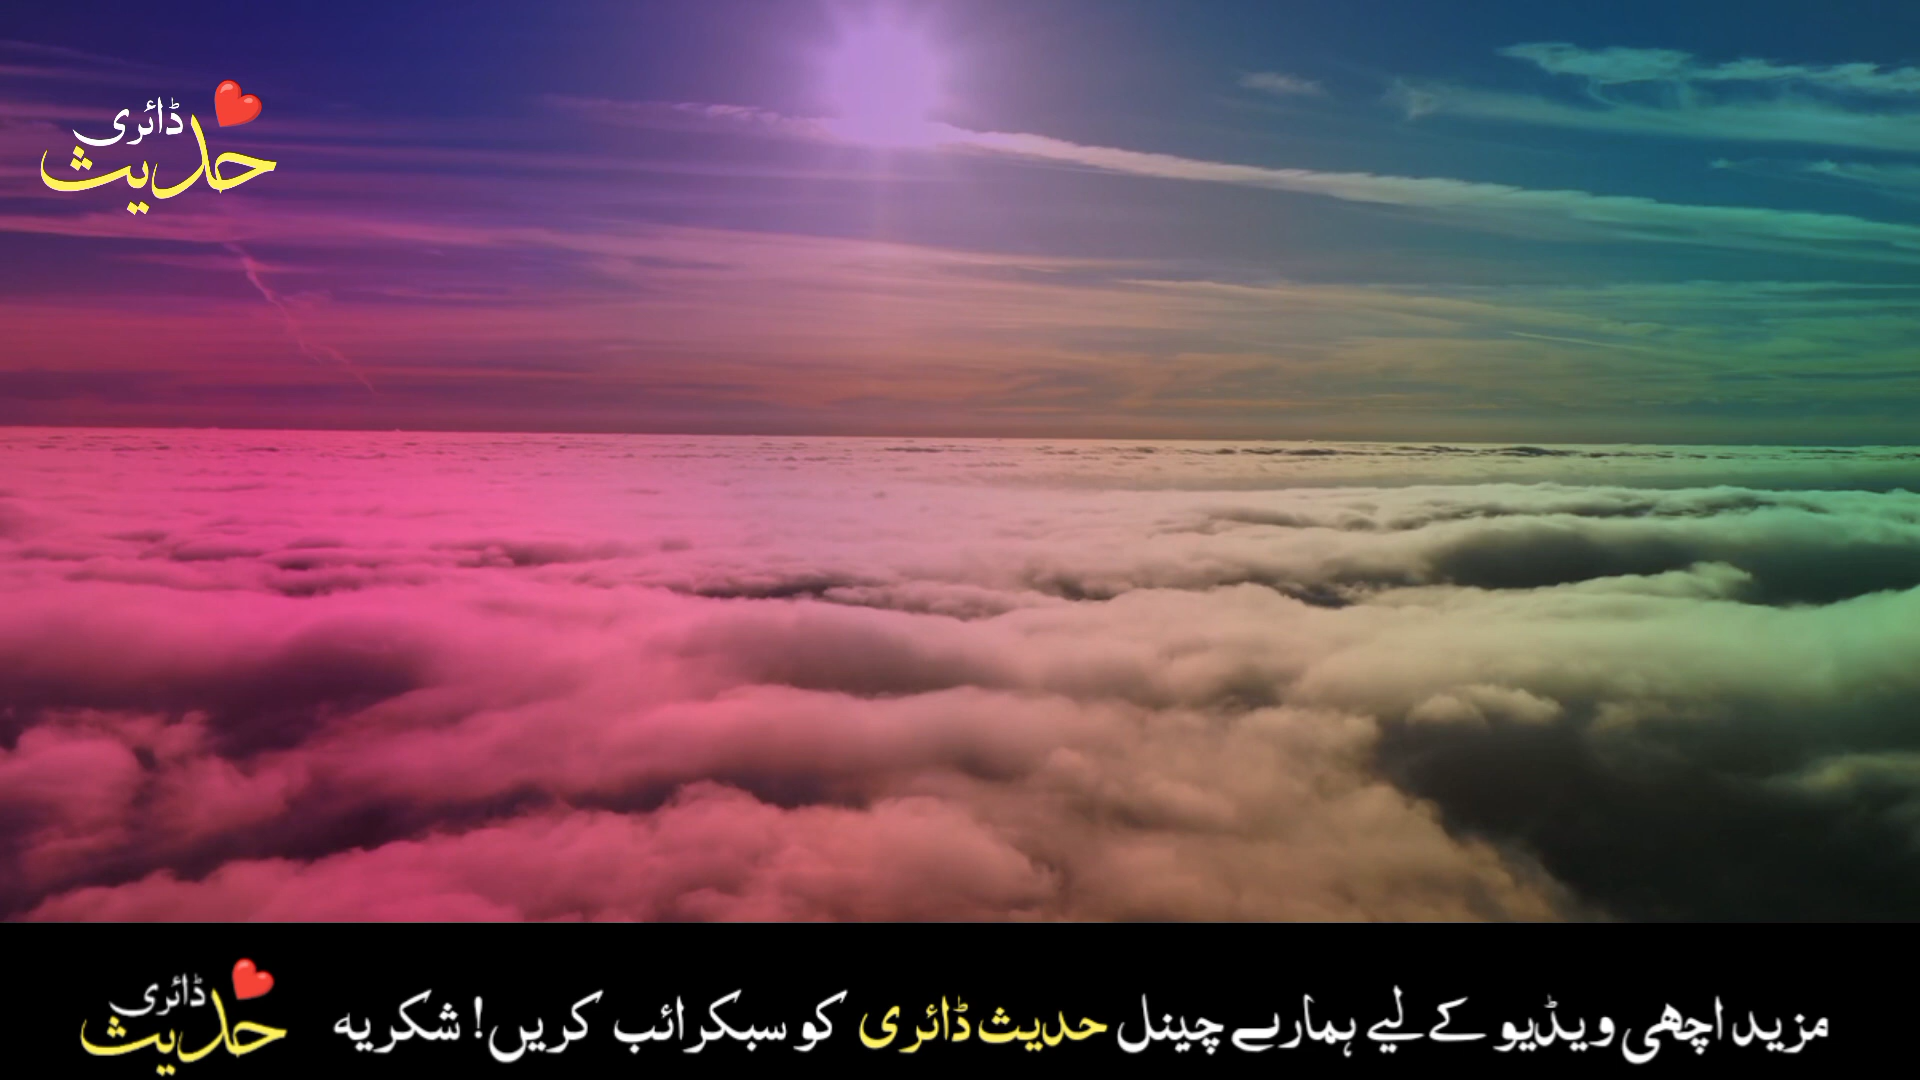 ڈائری
حدیث
مزید اچھی ویڈیو کے لیے ہمارے چینل حدیث ڈائری کو سبکرائب کریں! شکریہ
ڈائری
حدیث